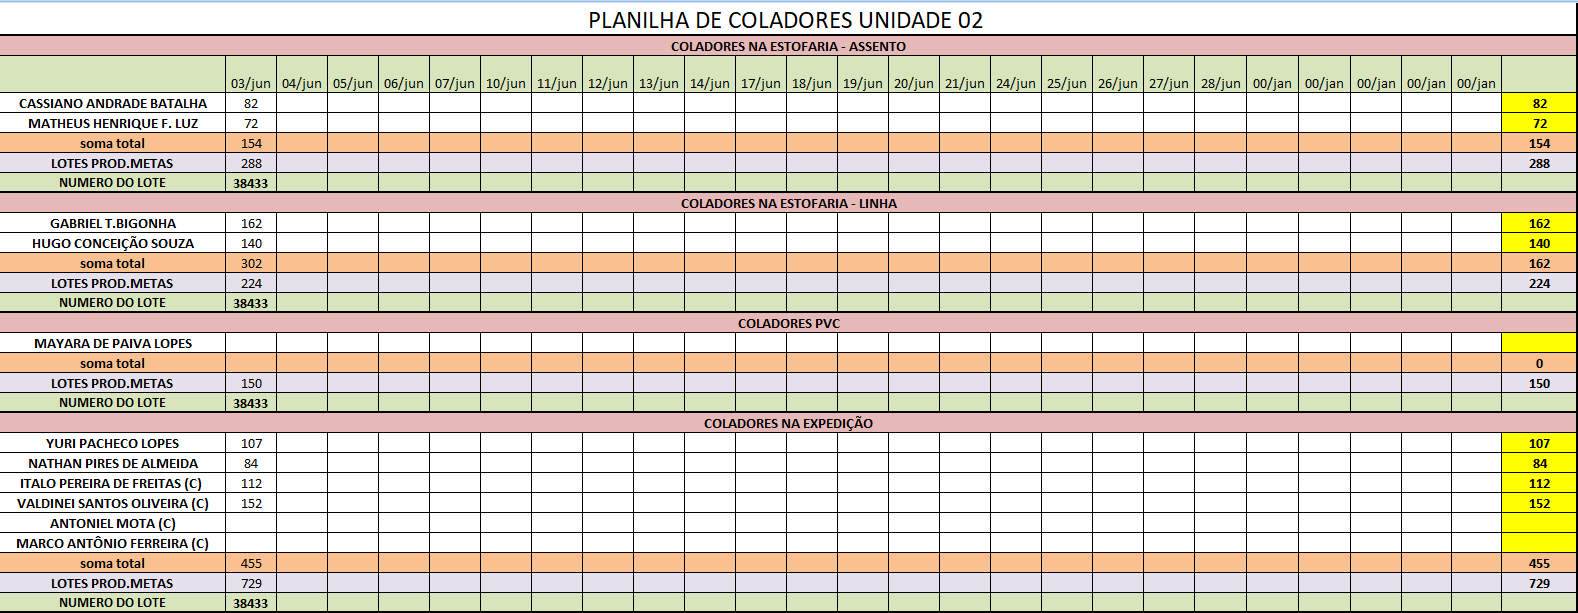 PLANILHA DE COLADORES UNIDADE 02
COLADORES NA ESTOFARIA - ASSENTO
03/jun 04/jun 05/jun 06/jun 07/jun 10/jun 11/jun 12/jun 13/jun 14/jun 17/jun 18/jun 19/jun 20/jun 21/jun 24/jun 25/jun 26/jun 27/jun 28/jun 00/jan 00/jan 00/jan 00/jan 00/jan
CASSIANO ANDRADE BATALHA 82 82
MATHEUS HENRIQUE F. LUZ 72 72
soma total 154 154
LOTES PROD.METAS 288 288
NUMERO DO LOTE 38433
COLADORES NA ESTOFARIA - LINHA
GABRIEL T.BIGONHA 162 162
HUGO CONCEIÇÃO SOUZA 140 140
soma total 302 162
LOTES PROD.METAS 224 224
NUMERO DO LOTE 38433
COLADORES PVC
MAYARA DE PAIVA LOPES
soma total 0
LOTES PROD.METAS 150 150
NUMERO DO LOTE 38433
COLADORES NA EXPEDIÇÃO
YURI PACHECO LOPES 107 107
NATHAN PIRES DE ALMEIDA 84 84
ITALO PEREIRA DE FREITAS (C) 112 112
VALDINEI SANTOS OLIVEIRA (C) 152 152
ANTONIEL MOTA (C)
MARCO ANTÔNIO FERREIRA (C)
soma total 455 455
LOTES PROD.METAS 729 729
NUMERO DO LOTE 38433